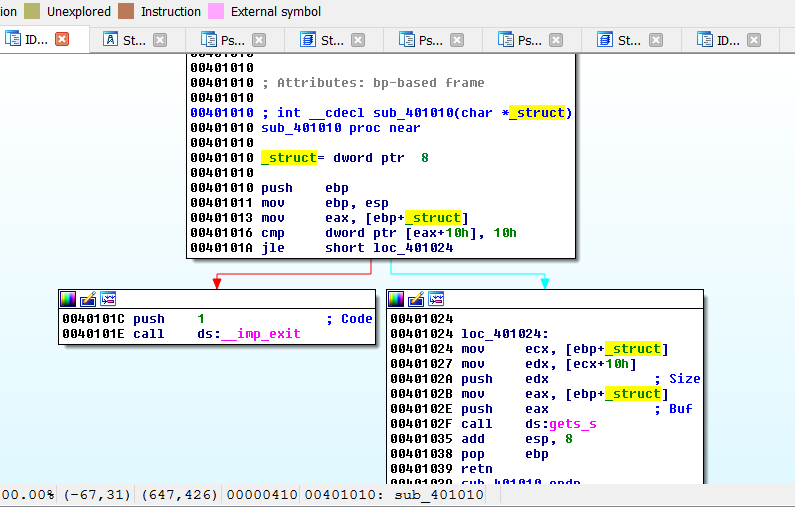 ion Unexplored Instruction External symbol
ID... St... Ps... St... Ps... Ps... St... ID...
00401010
00401010
00401010 ; Attributes: bp-based frame
00401010
00401010 ; int __cdecl sub_401010(char *_struct)
00401010 sub_401010 proc near
00401010
00401010 _struct= dword ptr 8
00401010
00401010 push ebp
00401011 mov ebp, esp
00401013 mov eax, [ebp+_struct]
00401016 cmp dword ptr [eax+10h], 10h
0040101A jle short loc_401024
0040101C push 1 ; Code
0040101E call ds:__imp_exit
00401024
00401024 loc_401024:
00401024 mov ecx, [ebp+_struct]
00401027 mov edx, [ecx+10h]
0040102A push edx ; Size
0040102B mov eax, [ebp+_struct]
0040102E push eax ; Buf
0040102F call ds:gets_s
00401035 add esp, 8
00401038 pop ebp
00401039 retn
00401039 sub_401010 endp
00.00% (-67,31) (647,426) 00000410 00401010: sub_401010